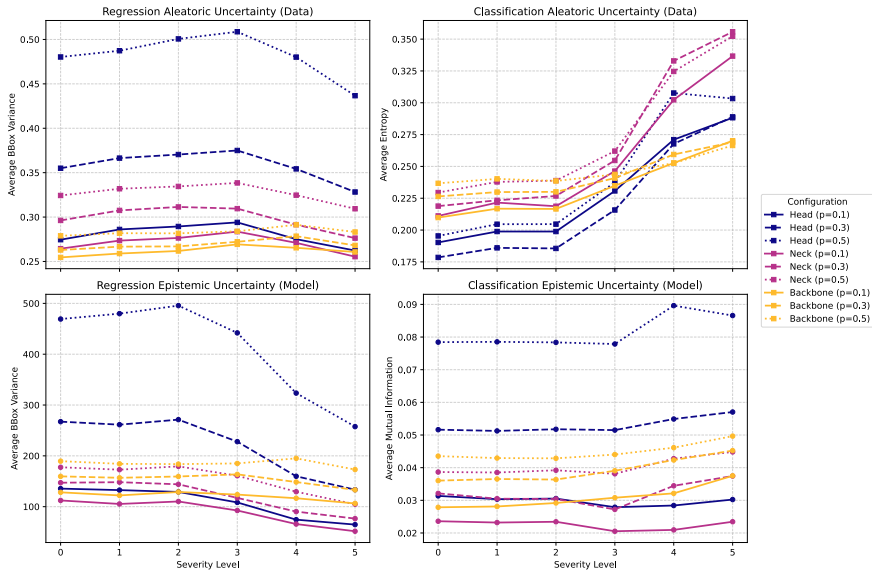 Regression Aleatoric Uncertainty (Data)
Average BBox Variance
0.50
0.45
0.40
0.35
0.30
0.25
Classification Aleatoric Uncertainty (Data)
Average Entropy
0.350
0.325
0.300
0.275
0.250
0.225
0.200
0.175
Regression Epistemic Uncertainty (Model)
Average BBox Variance
500
400
300
200
100
0 1 2 3 4 5
Severity Level
Classification Epistemic Uncertainty (Model)
Average Mutual Information
0.09
0.08
0.07
0.06
0.05
0.04
0.03
0.02
0 1 2 3 4 5
Severity Level
Configuration
Head (p=0.1)
Head (p=0.3)
Head (p=0.5)
Neck (p=0.1)
Neck (p=0.3)
Neck (p=0.5)
Backbone (p=0.1)
Backbone (p=0.3)
Backbone (p=0.5)